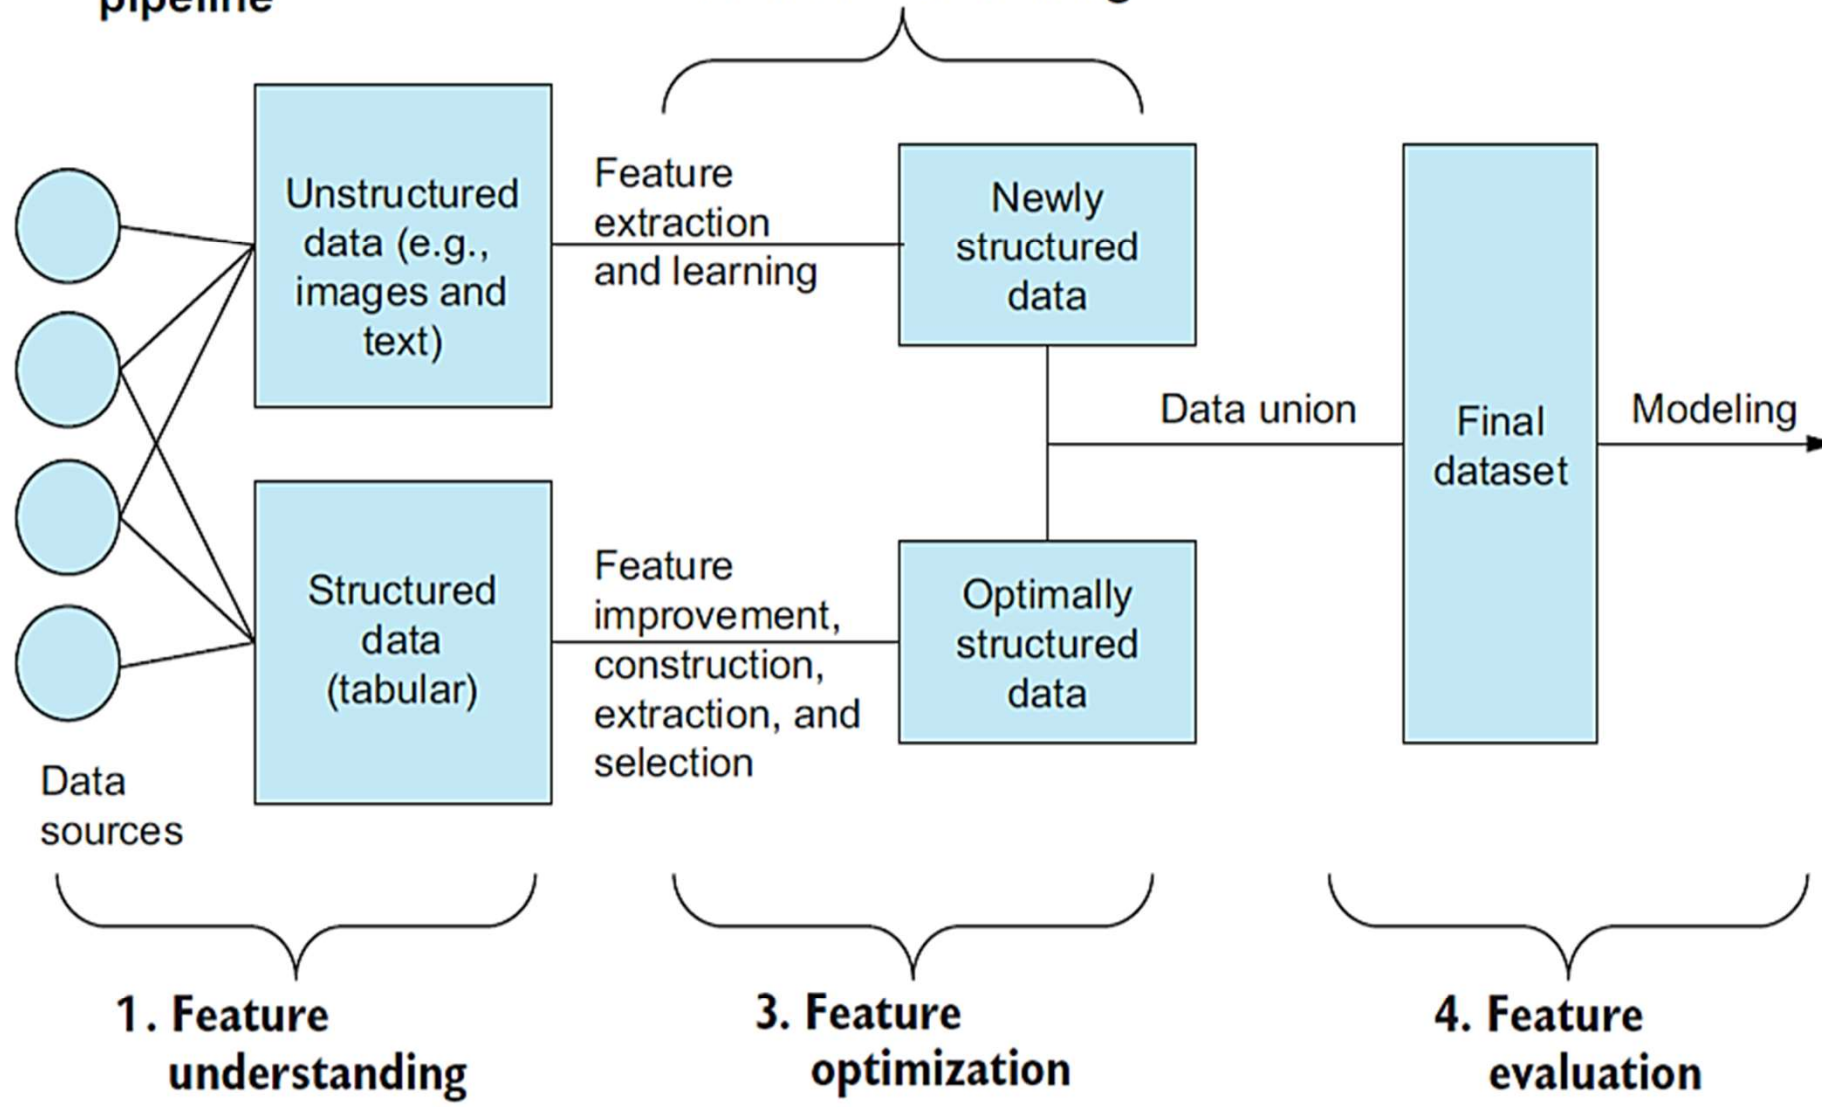 pipeline
Unstructured
data (e.g.,
images and
text)
Feature
extraction
and learning
Newly
structured
data
Data union
Final
dataset
Modeling
Structured
data
(tabular)
Feature
improvement,
construction,
extraction, and
selection
Optimally
structured
data
Data
sources
1. Feature
understanding
3. Feature
optimization
4. Feature
evaluation